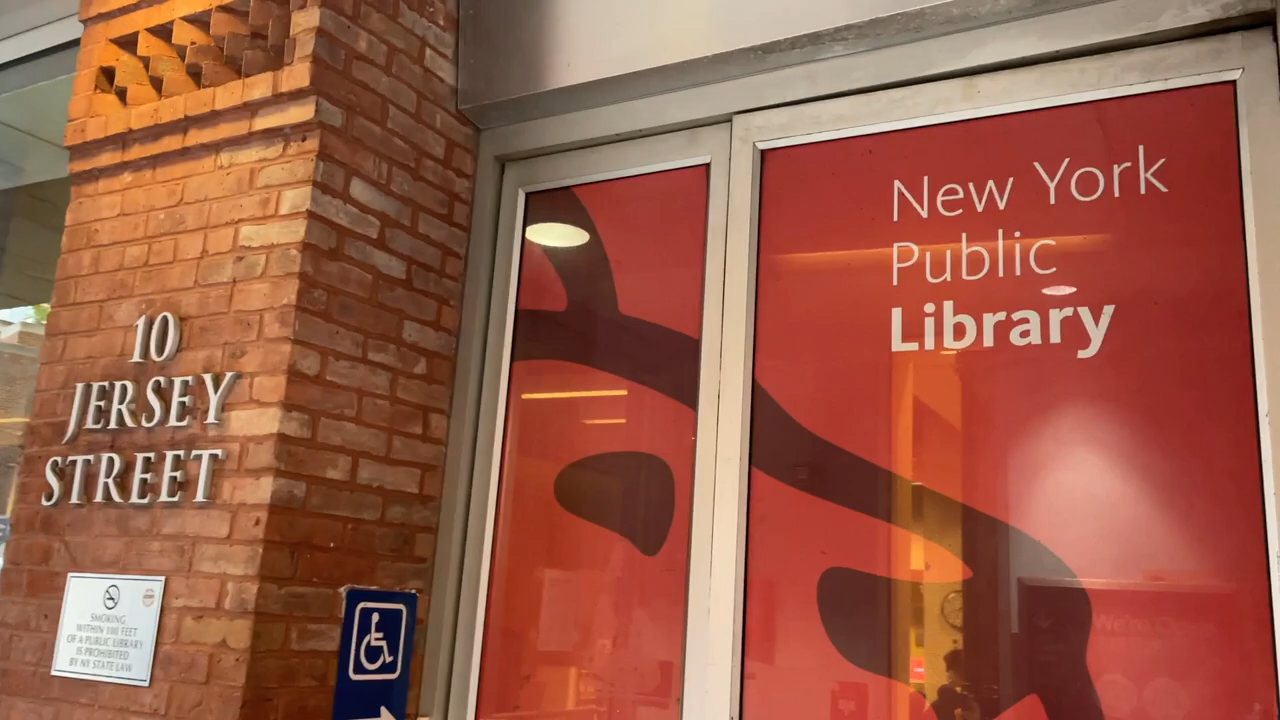 10
JERSEY
STREET
SMOKING
WITHIN 100 FEET
OF A PUBLIC LIBRARY
IS PROHIBITED
BY NY STATE LAW
New York
Public
Library